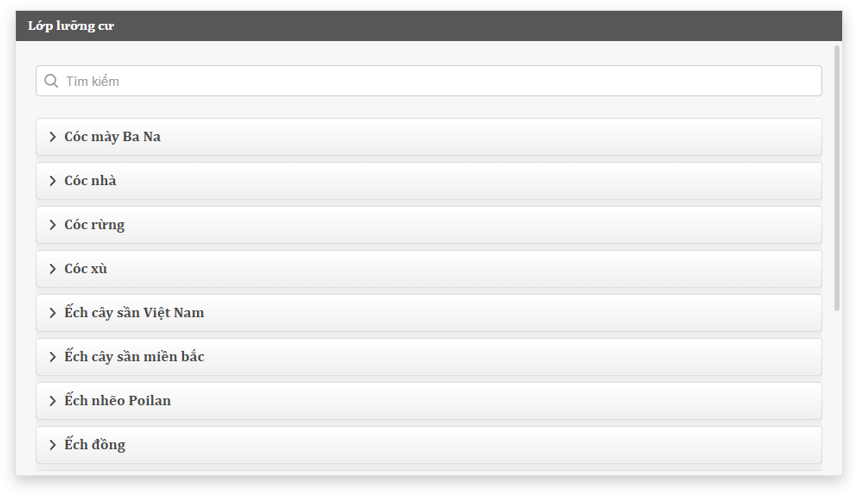 Lớp lưỡng cư
Tìm kiếm
Cóc mày Ba Na
Cóc nhà
Cóc rừng
Cóc xù
Ếch cây sần Việt Nam
Ếch cây sần miền bắc
Ếch nhẽo Poilan
Ếch đồng